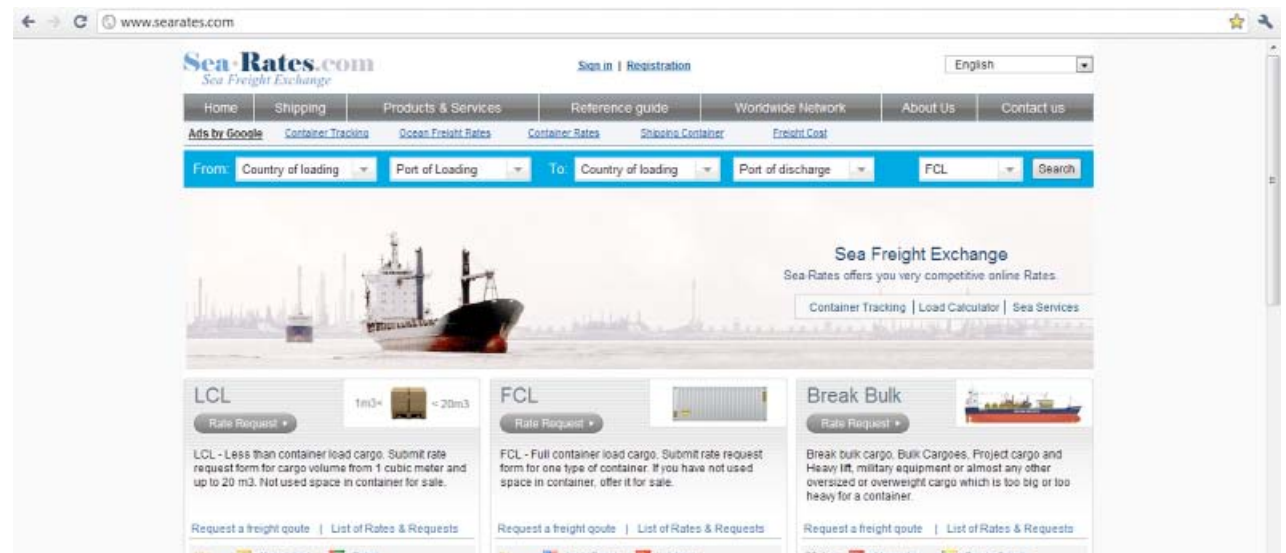 www.searates.com
Sea-Rates.com
Sea Freight Exchange
Sign in | Registration
English
Home Shipping Products & Services Reference guide Worldwide Network About Us Contact us
Ads by Google Container Tracking Ocean Freight Rates Container Rates Shipping Container Freight Cost
From: Country of loading Port of Loading To: Country of loading Port of discharge FCL Search
Sea Freight Exchange
Sea-Rates offers you very competitive online Rates.
Container Tracking | Load Calculator | Sea Services
LCL
1m3< < 20m3
Rate Request
LCL - Less than container load cargo. Submit rate
request form for cargo volume from 1 cubic meter and
up to 20 m3. Not used space in container for sale.
Request a freight qoute | List of Rates & Requests
FCL
Rate Request
FCL - Full container load cargo. Submit rate request
form for one type of container. If you have not used
space in container, offer it for sale.
Request a freight qoute | List of Rates & Requests
Break Bulk
Rate Request
Break bulk cargo, Bulk Cargoes, Project cargo and
Heavy lift, military equipment or almost any other
oversized or overweight cargo which is too big or too
heavy for a container.
Request a freight qoute | List of Rates & Requests